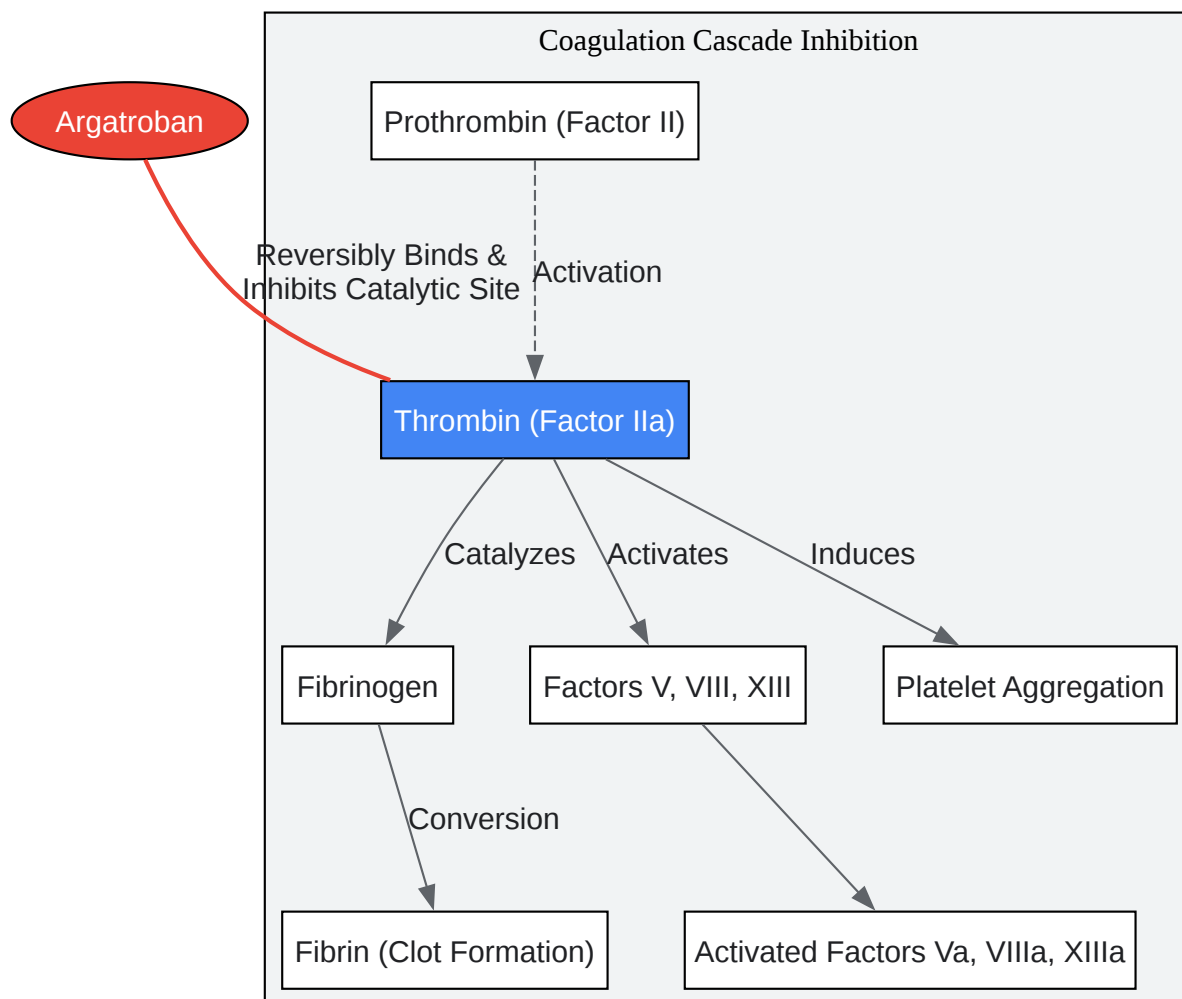 Coagulation Cascade Inhibition
Argatroban
Prothrombin (Factor II)
Reversibly Binds &
Inhibits Catalytic Site
Activation
Thrombin (Factor IIa)
Catalyzes
Activates
Induces
Fibrinogen
Factors V, VIII, XIII
Platelet Aggregation
Conversion
Fibrin (Clot Formation)
Activated Factors Va, VIIIa, XIIIa